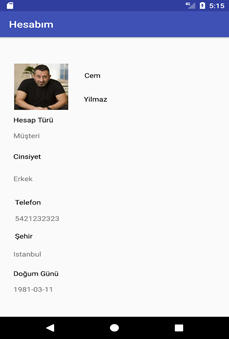 5:15
Hesabım
Cem
Yilmaz
Hesap Türü
Müşteri
Cinsiyet
Erkek
Telefon
5421232323
Şehir
Istanbul
Doğum Günü
1981-03-11